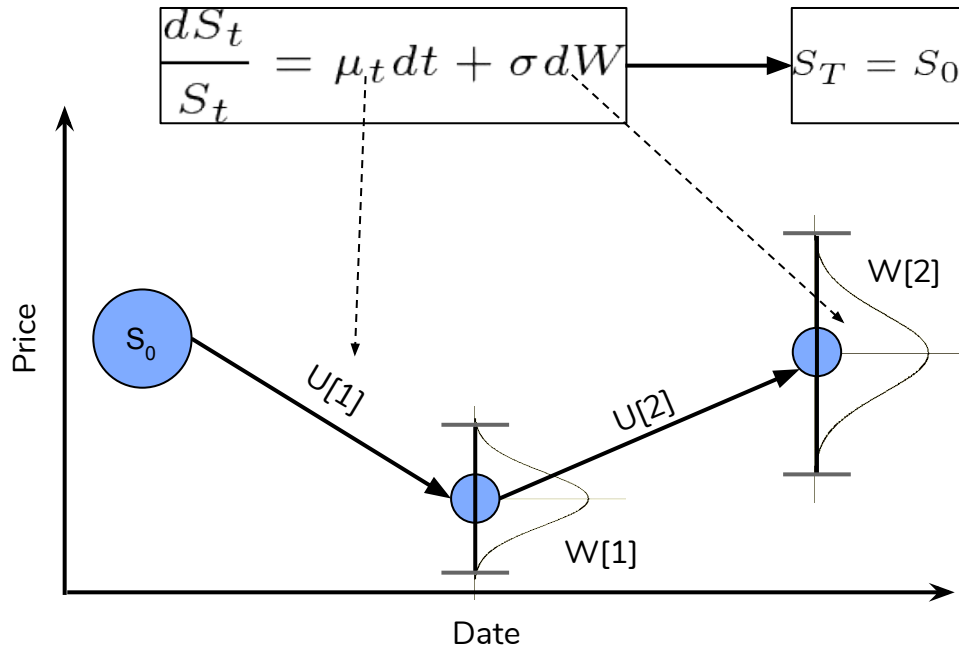 dS_t/S_t = μ_t dt + σ dW
S_T = S_0
Price
S_0
U[1]
U[2]
W[1]
W[2]
Date